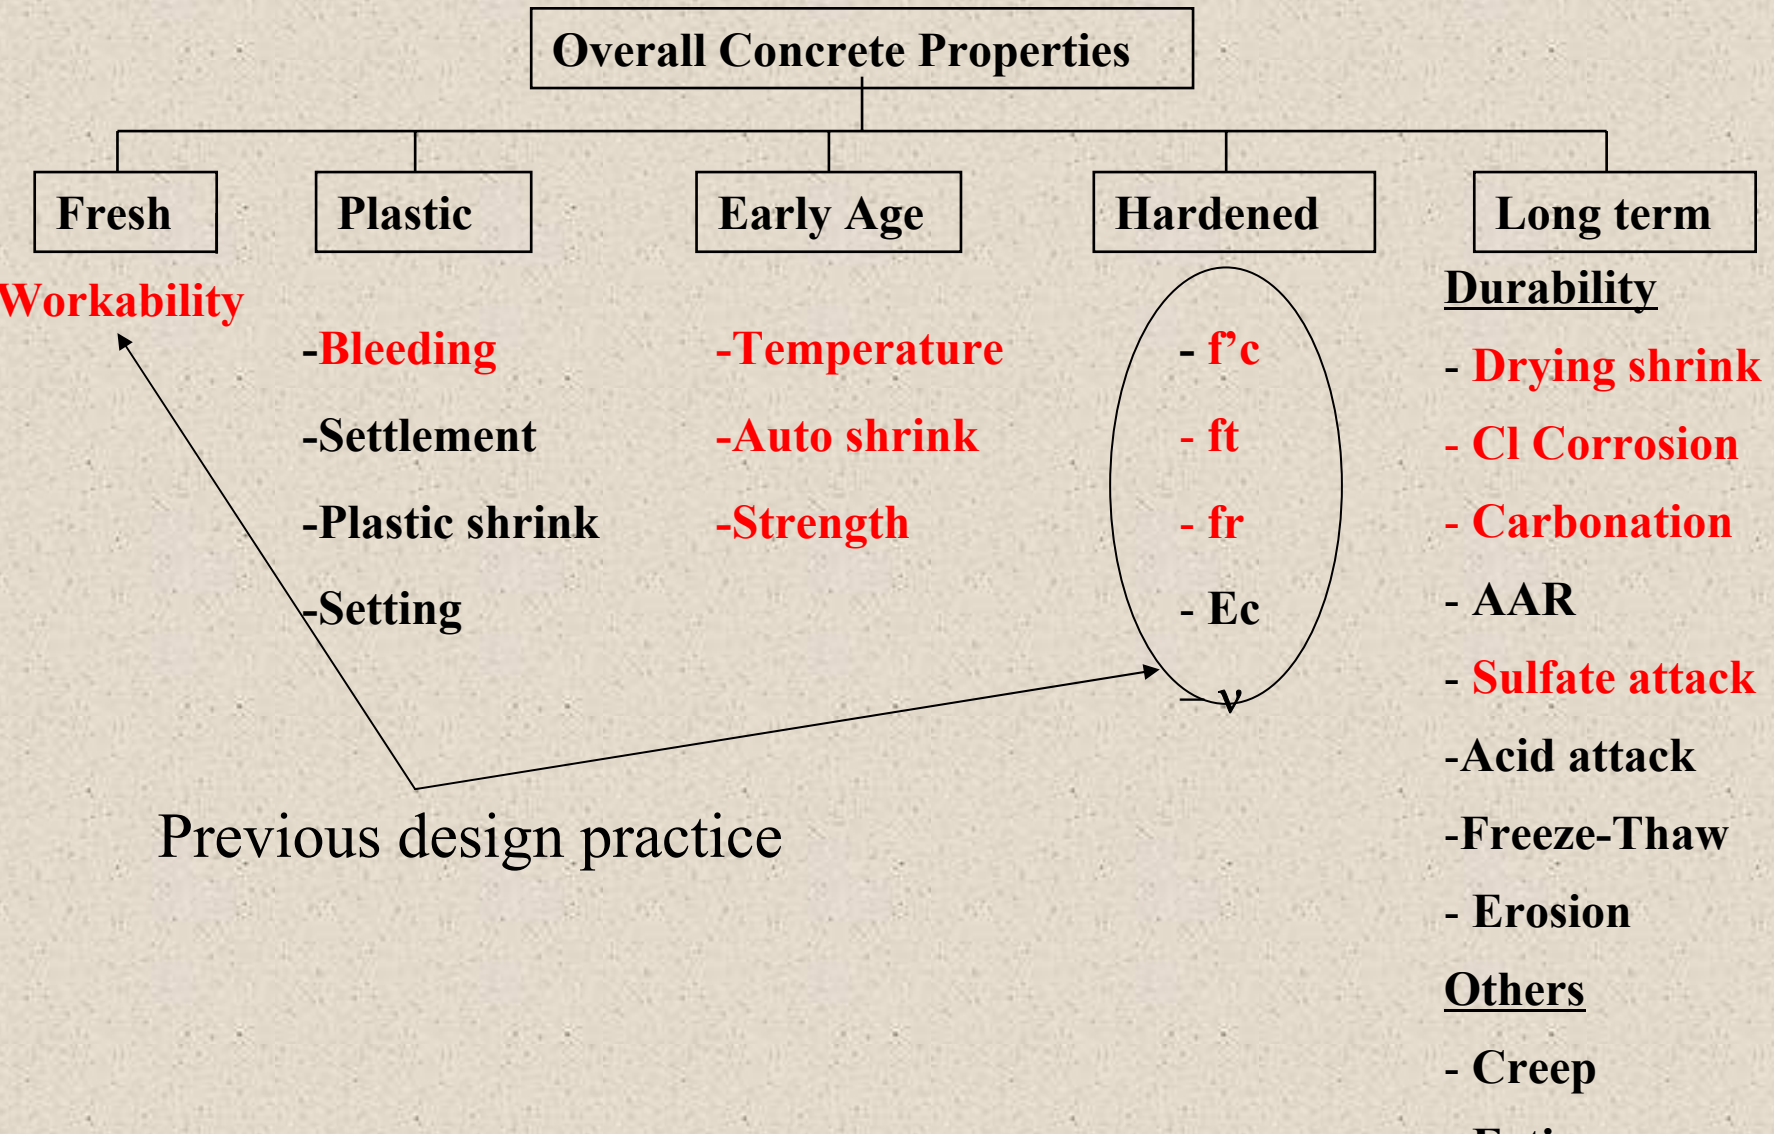 Overall Concrete Properties
Fresh
Plastic
Early Age
Hardened
Long term
Workability
-Bleeding
-Settlement
-Plastic shrink
-Setting
-Temperature
-Auto shrink
-Strength
- f’c
- ft
- fr
- Ec
– ν
Durability
- Drying shrink
- Cl Corrosion
- Carbonation
- AAR
- Sulfate attack
-Acid attack
-Freeze-Thaw
- Erosion
Others
- Creep
Previous design practice